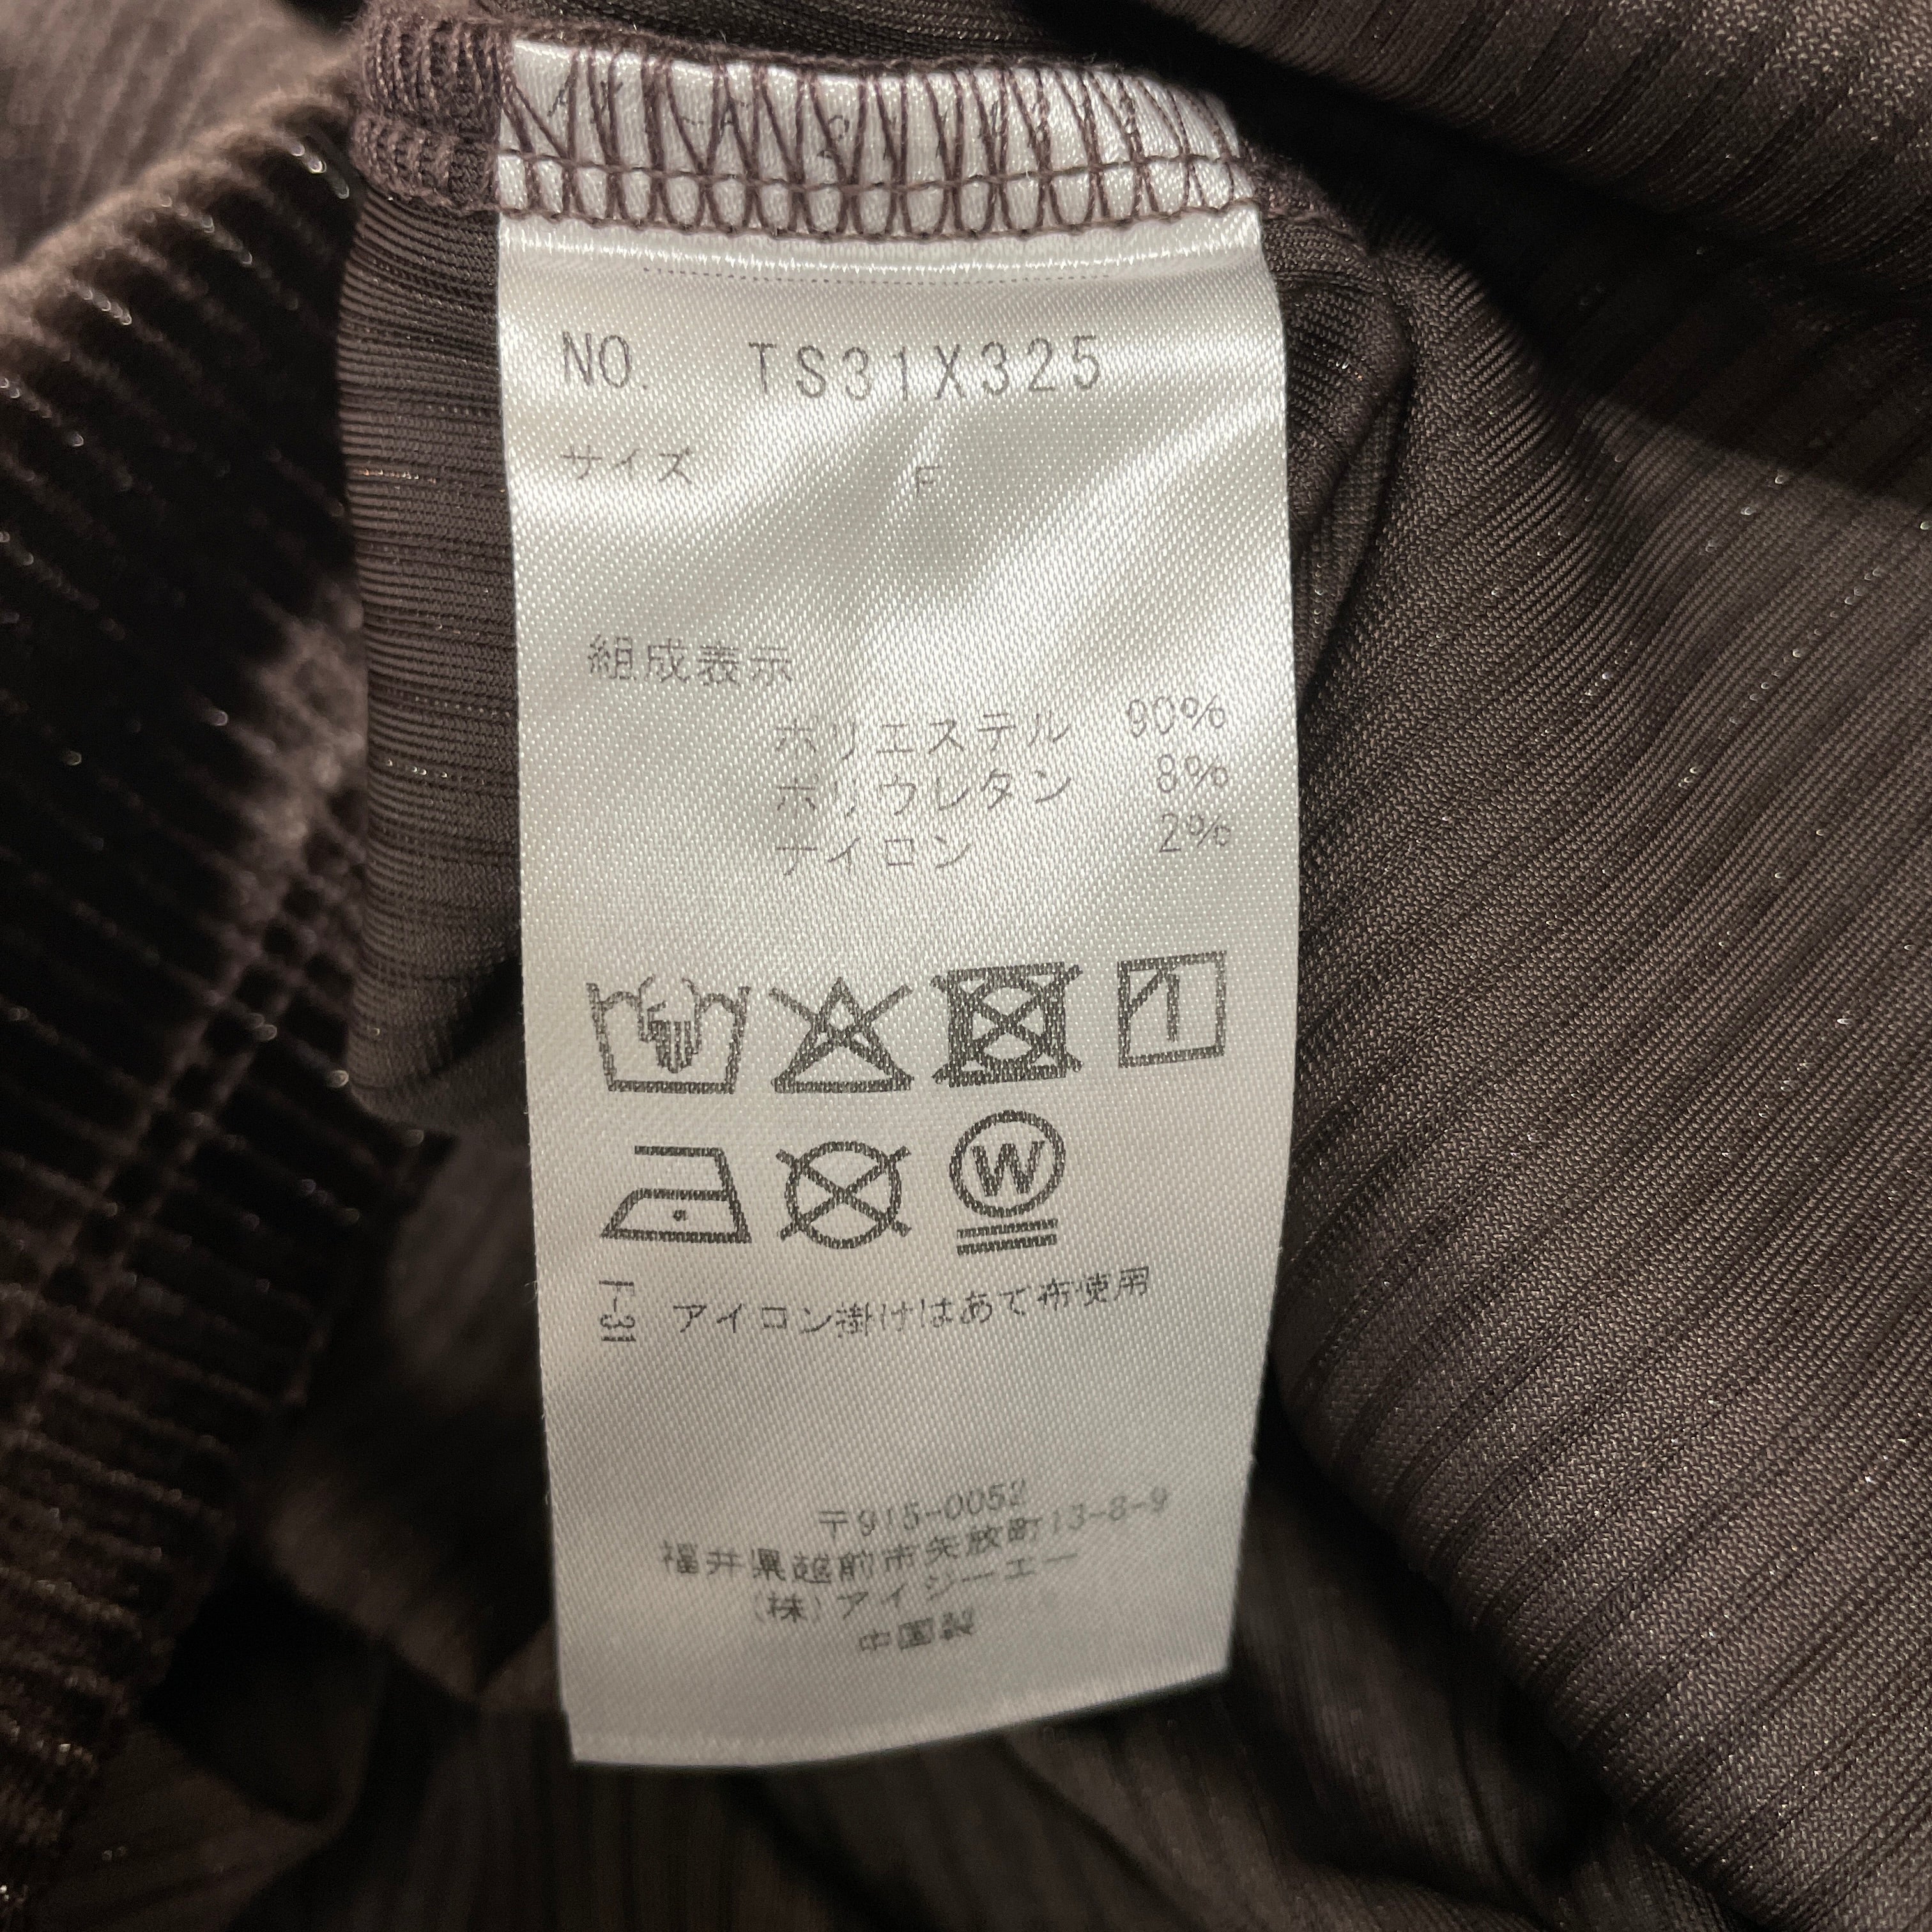 NO. TS31X325
サイズ F
組成表示
ポリエステル 90%
ポリウレタン 8%
ナイロン 2%
W
F-31 アイロン掛けはあて布使用
〒915-0052
福井県越前市矢放町13-8-9
(株)アイジーエー
中国製